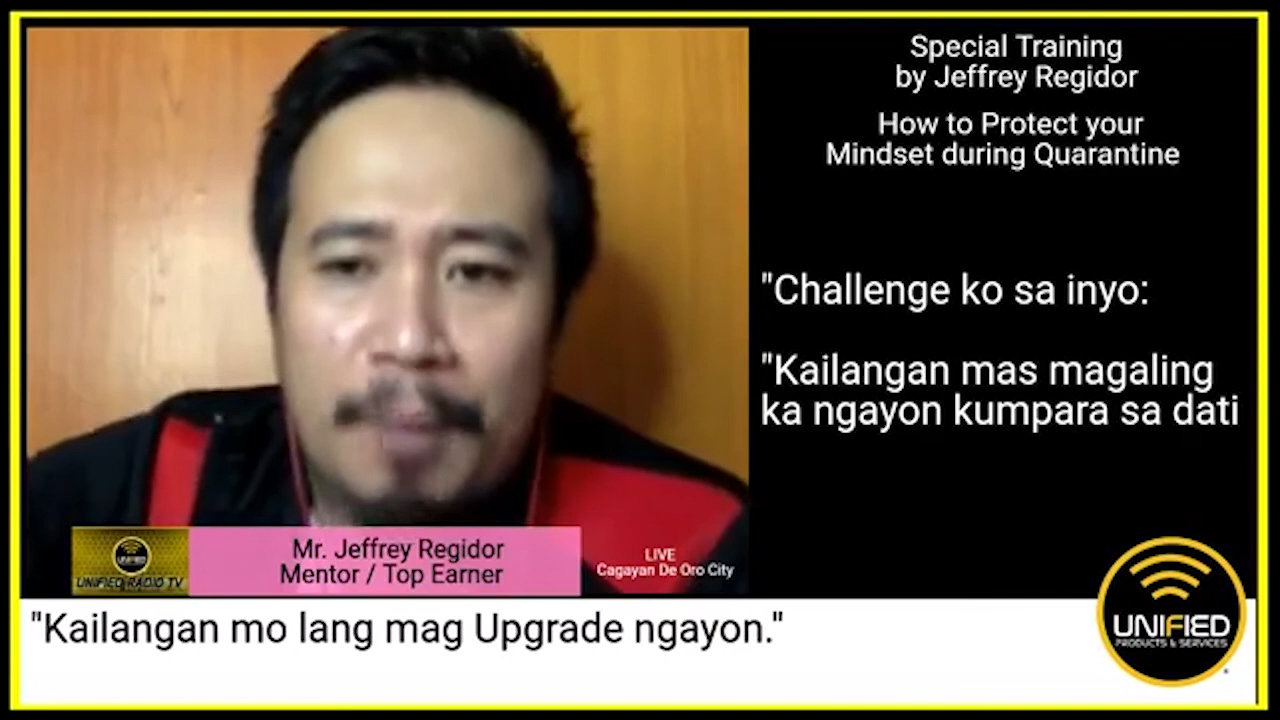 Special Training
by Jeffrey Regidor
How to Protect your
Mindset during Quarantine
"Challenge ko sa inyo:
"Kailangan mas magaling
ka ngayon kumpara sa dati
UNIFIED
UNIFIED RADIO TV
Mr. Jeffrey Regidor
Mentor / Top Earner
LIVE
Cagayan De Oro City
"Kailangan mo lang mag Upgrade ngayon."
UNIFIED
PRODUCTS & SERVICES